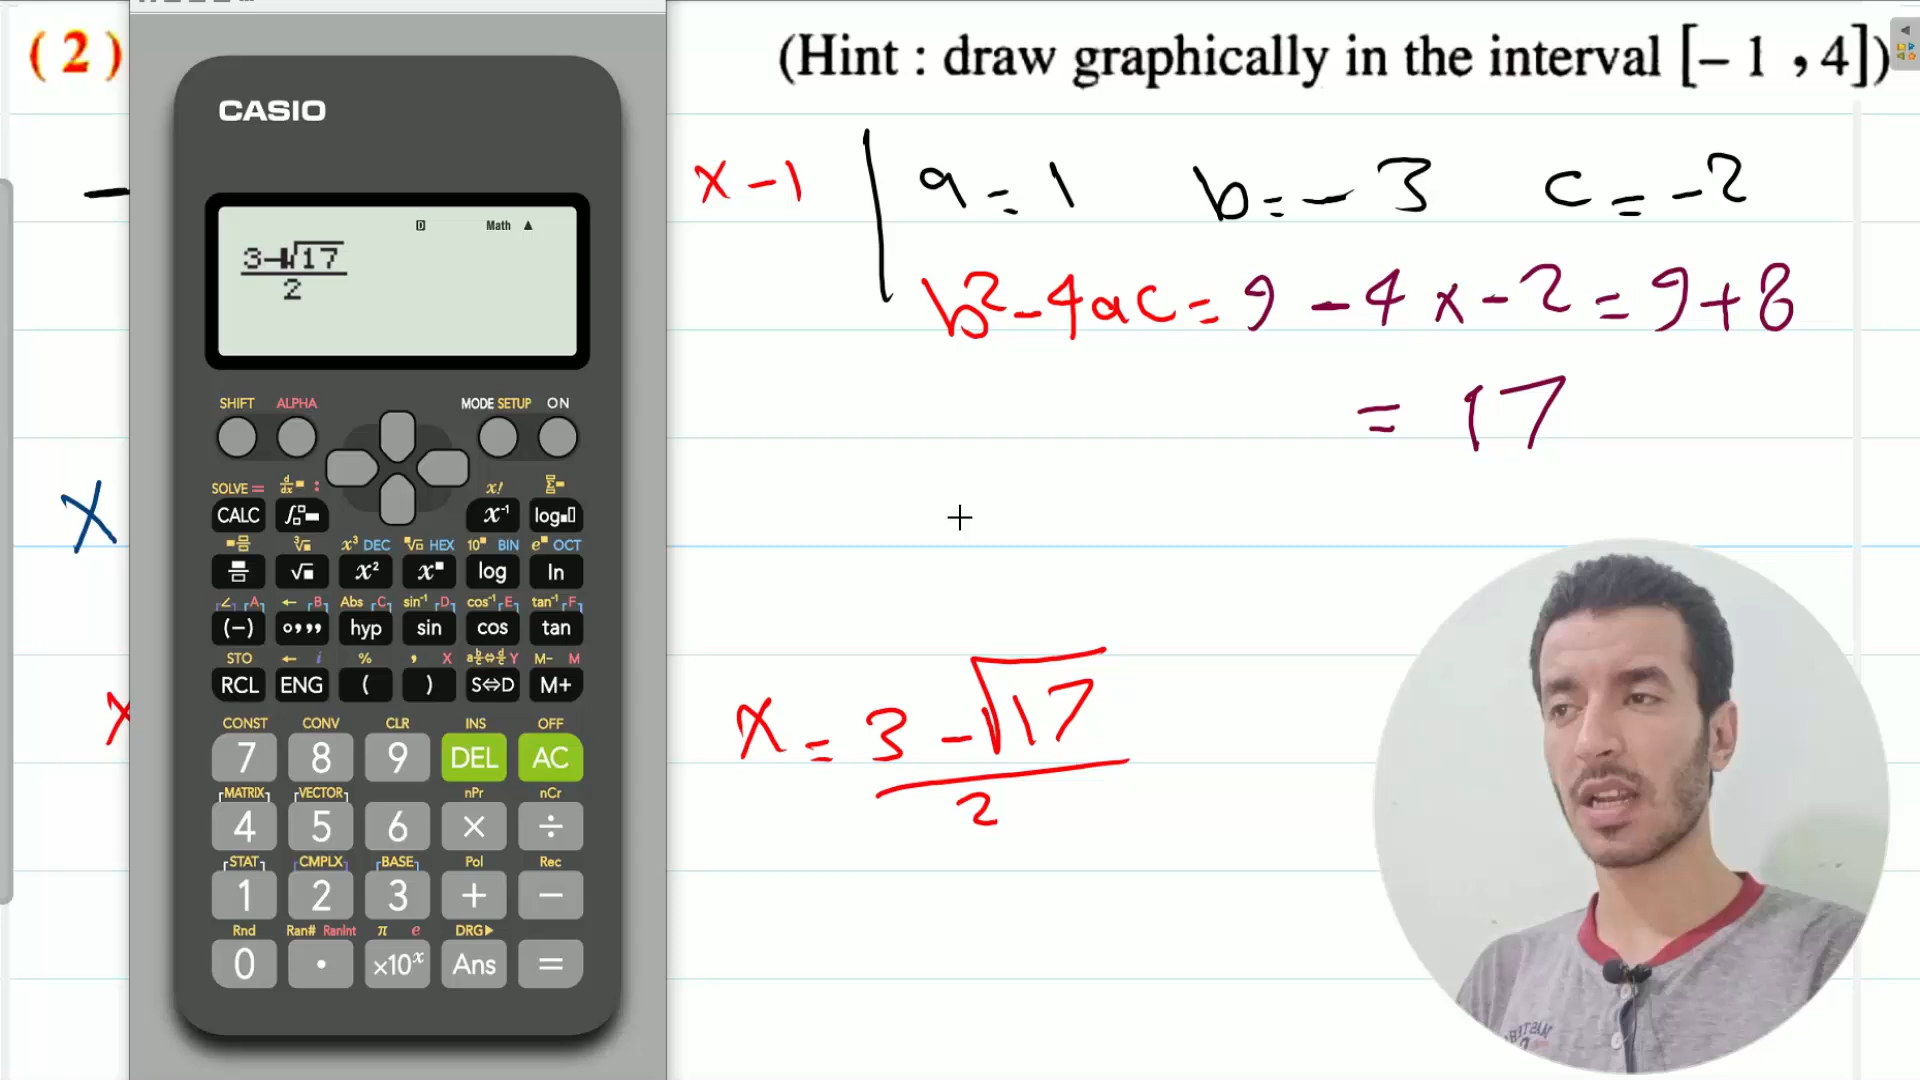 ( 2 )
(Hint : draw graphically in the interval [– 1 , 4])
x - 1
a = 1 b = - 3 c = -2
b² - 4ac = 9 - 4 x - 2 = 9 + 8
= 17
x
x
x = 3 - √17
2
CASIO
D Math ▲
3-√17
2
SHIFT ALPHA MODE SETUP ON
SOLVE = d/dx : x! Σ
CALC ∫ x⁻¹ log
³√ x³ DEC √ HEX 10 BIN e OCT
√ x² x log ln
∠ A ← B Abs C sin⁻¹ D cos⁻¹ E tan⁻¹ F
(–) °,,, hyp sin cos tan
STO ← i % , X a b/c⇔d/c Y M– M
RCL ENG ( ) S⇔D M+
CONST CONV CLR INS OFF
7 8 9 DEL AC
MATRIX VECTOR nPr nCr
4 5 6 × ÷
STAT CMPLX BASE Pol Rec
1 2 3 + −
Rnd Ran# RanInt π e DRG▶
0 . ×10ˣ Ans =